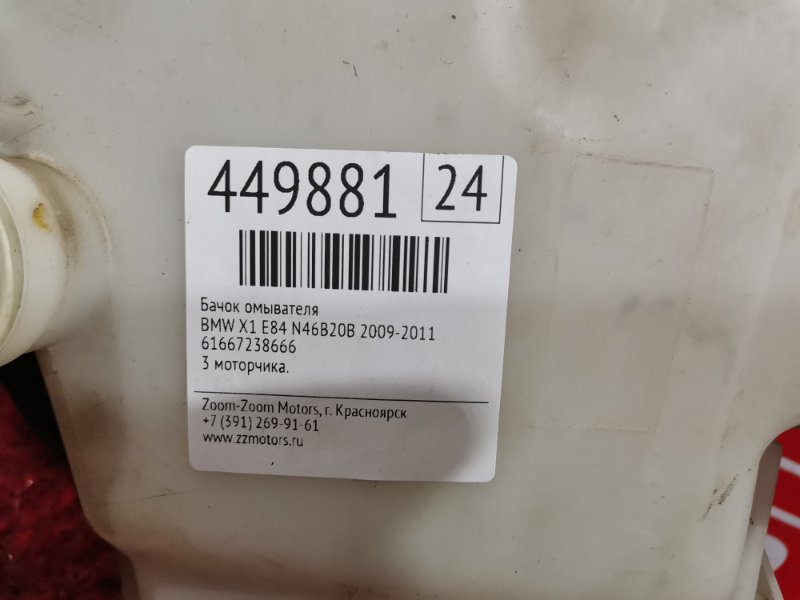 449881 24
Бачок омывателя
BMW X1 E84 N46B20B 2009-2011
61667238666
3 моторчика.
Zoom-Zoom Motors, г. Красноярск
+7 (391) 269-91-61
www.zzmotors.ru